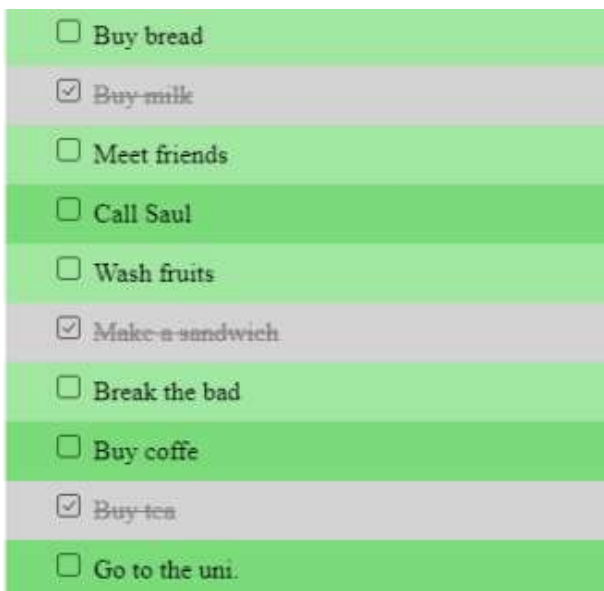 Buy bread
Buy milk
Meet friends
Call Saul
Wash fruits
Make a sandwich
Break the bad
Buy coffe
Buy tea
Go to the uni.